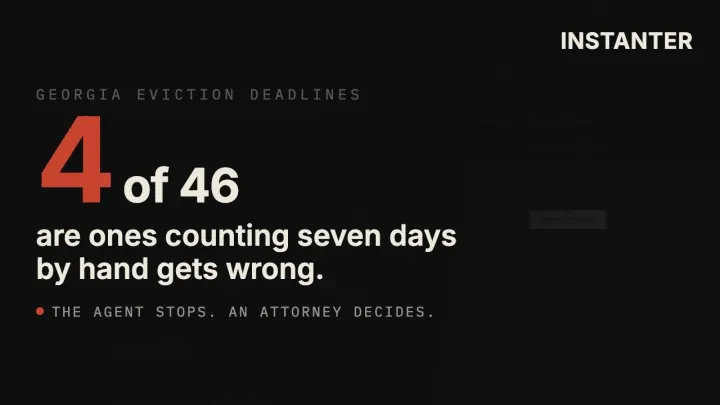 INSTANTER
GEORGIA EVICTION DEADLINES
4 of 46
are ones counting seven days
by hand gets wrong.
THE AGENT STOPS. AN ATTORNEY DECIDES.